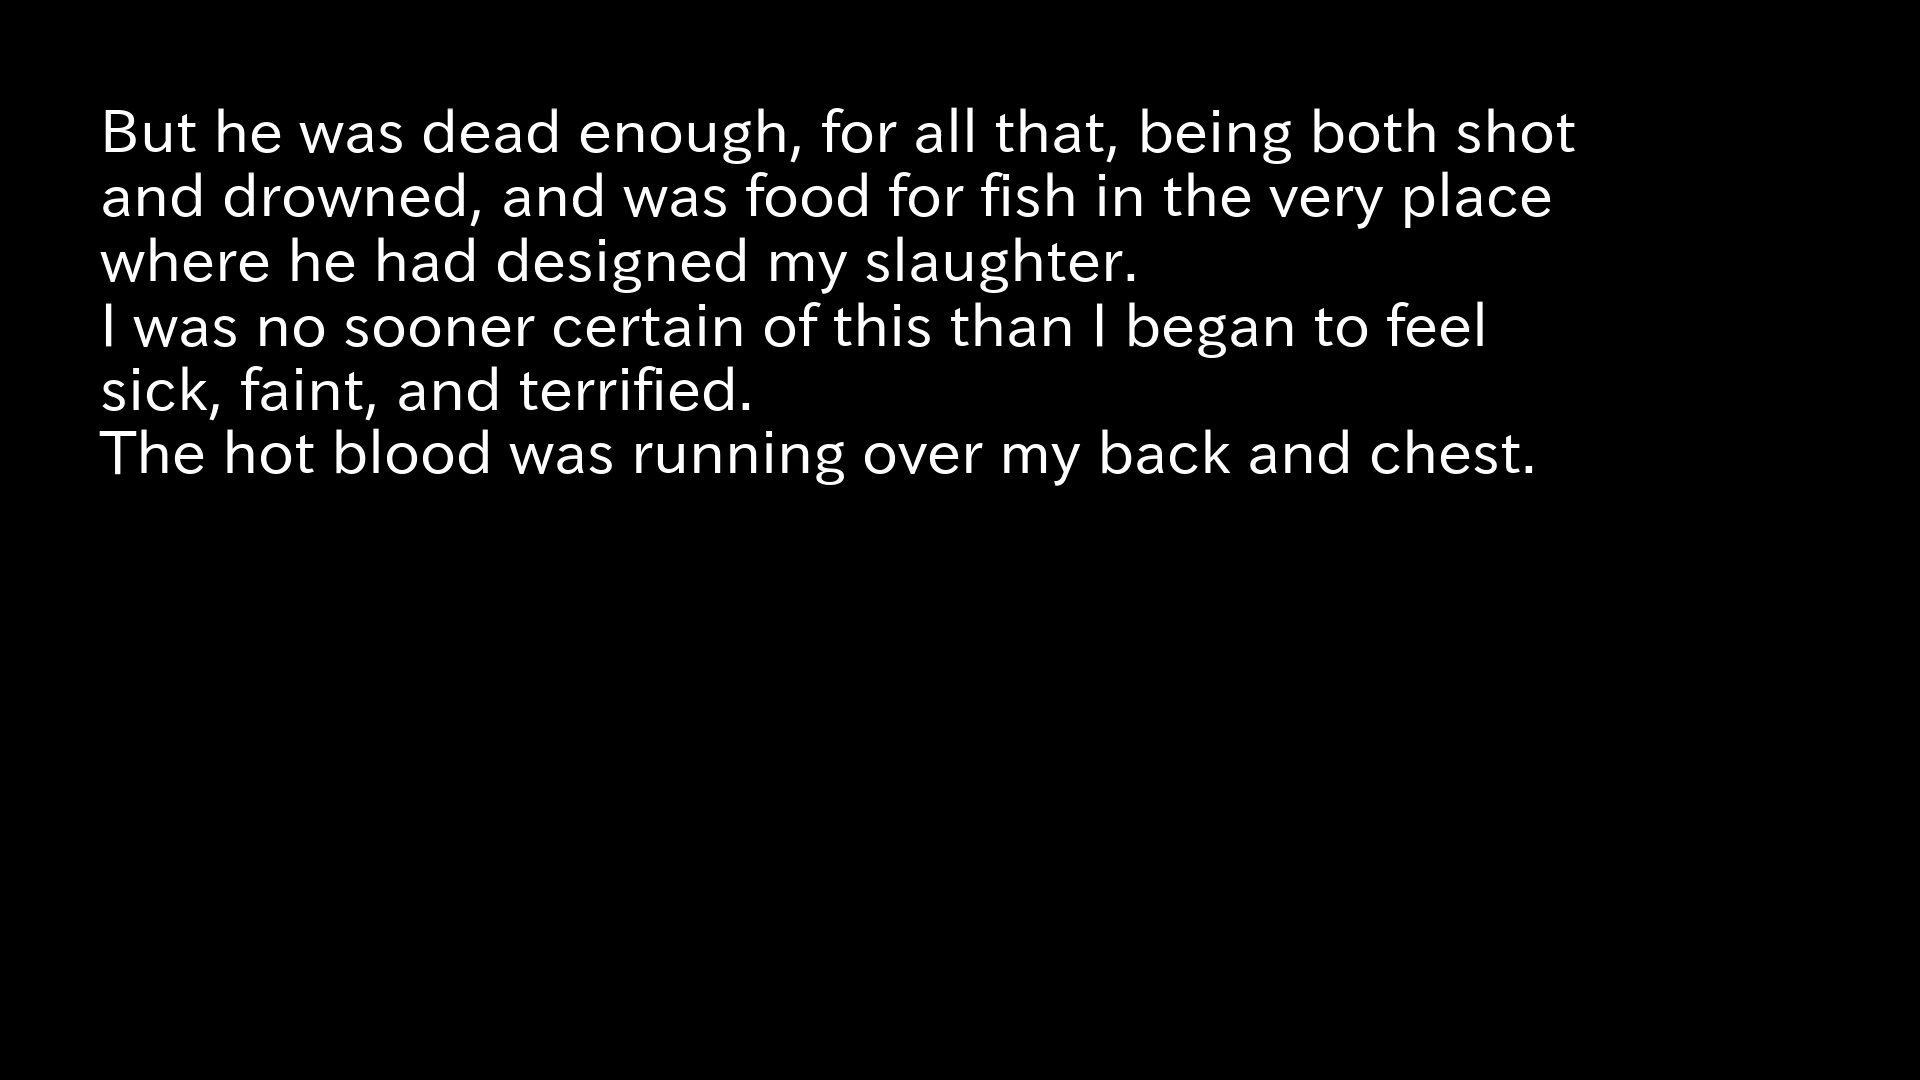 But he was dead enough, for all that, being both shot
and drowned, and was food for fish in the very place
where he had designed my slaughter.
I was no sooner certain of this than I began to feel
sick, faint, and terrified.
The hot blood was running over my back and chest.